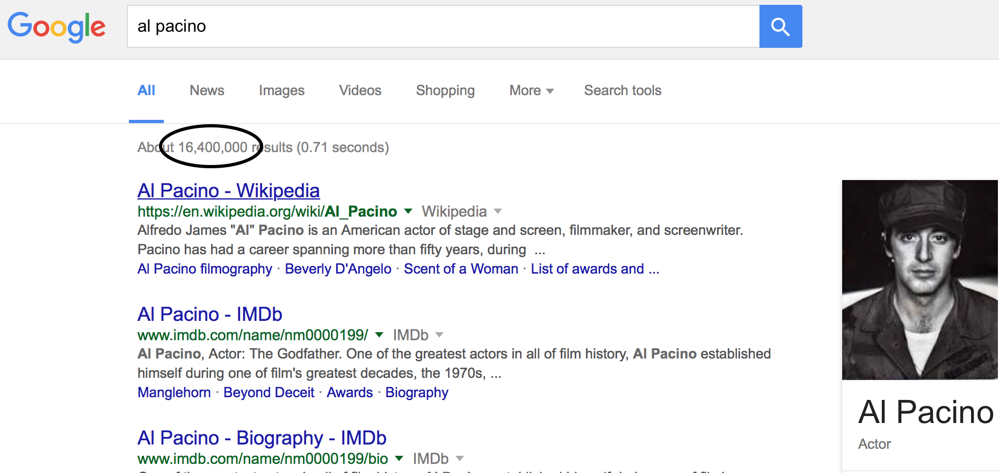 Google
al pacino
All News Images Videos Shopping More Search tools
About 16,400,000 results (0.71 seconds)
Al Pacino - Wikipedia
https://en.wikipedia.org/wiki/Al_Pacino Wikipedia
Alfredo James "Al" Pacino is an American actor of stage and screen, filmmaker, and screenwriter.
Pacino has had a career spanning more than fifty years, during ...
Al Pacino filmography · Beverly D'Angelo · Scent of a Woman · List of awards and ...
Al Pacino - IMDb
www.imdb.com/name/nm0000199/ IMDb
Al Pacino, Actor: The Godfather. One of the greatest actors in all of film history, Al Pacino established
himself during one of film's greatest decades, the 1970s, ...
Manglehorn · Beyond Deceit · Awards · Biography
Al Pacino - Biography - IMDb
www.imdb.com/name/nm0000199/bio IMDb
Al Pacino
Actor